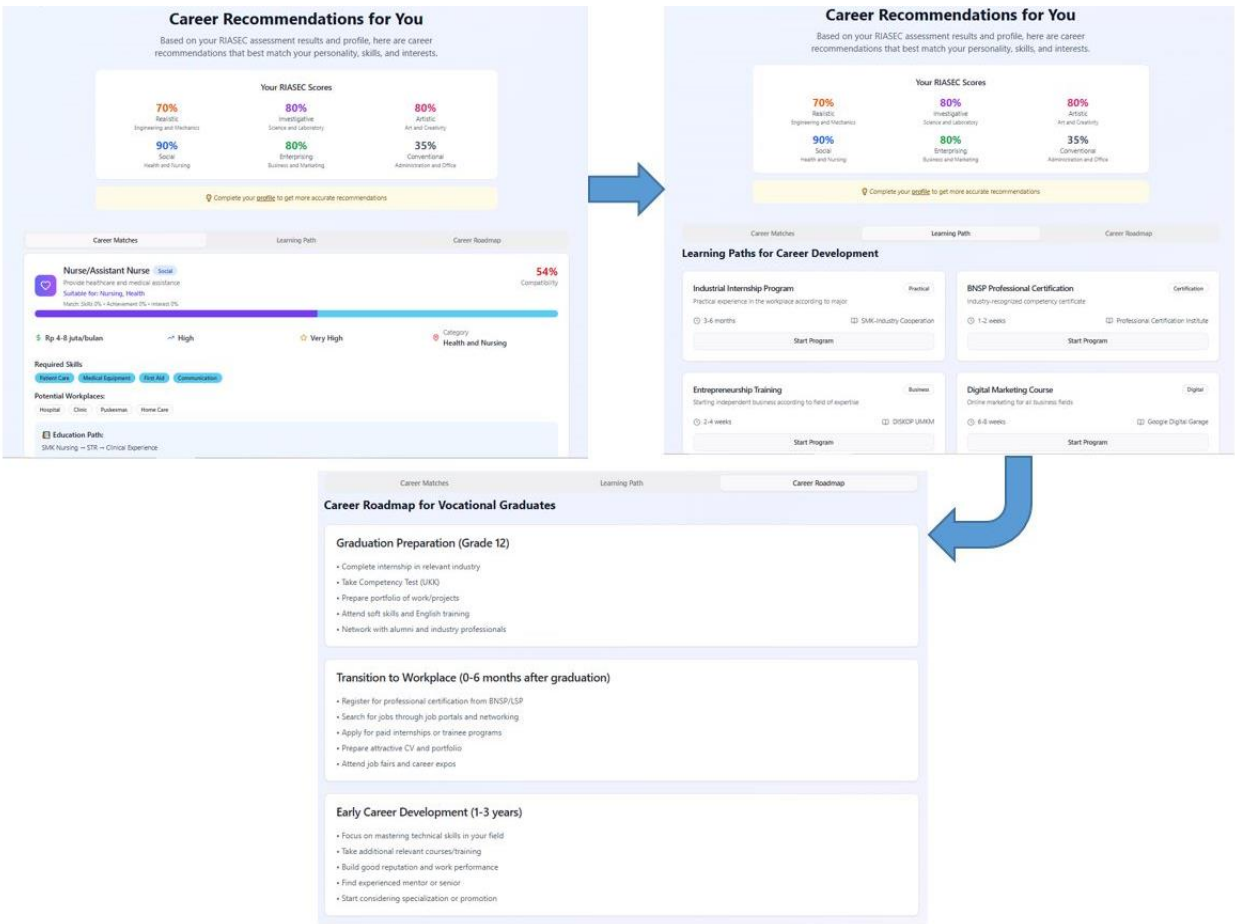 Career Recommendations for You
Based on your RIASEC assessment results and profile, here are career
recommendations that best match your personality, skills, and interests.
Your RIASEC Scores
70% 80% 80%
Realistic Investigative Artistic
Engineering and Mechanics Science and Laboratory Art and Creativity
90% 80% 35%
Social Enterprising Conventional
Health and Nursing Business and Marketing Administration and Office
Complete your profile to get more accurate recommendations
Career Matches Learning Path Career Roadmap
Nurse/Assistant Nurse Social 54%
Provide healthcare and medical assistance Compatibility
Suitable for: Nursing, Health
Match: Skills 0% • Achievement 0% • Interest 0%
$ Rp 4-8 juta/bulan High Very High Category
Health and Nursing
Required Skills
Patient Care Medical Equipment First Aid Communication
Potential Workplaces:
Hospital Clinic Puskesmas Home Care
Education Path:
SMK Nursing → STR → Clinical Experience
Career Recommendations for You
Based on your RIASEC assessment results and profile, here are career
recommendations that best match your personality, skills, and interests.
Your RIASEC Scores
70% 80% 80%
Realistic Investigative Artistic
Engineering and Mechanics Science and Laboratory Art and Creativity
90% 80% 35%
Social Enterprising Conventional
Health and Nursing Business and Marketing Administration and Office
Complete your profile to get more accurate recommendations
Career Matches Learning Path Career Roadmap
Learning Paths for Career Development
Industrial Internship Program Practical
Practical experience in the workplace according to major
3-6 months SMK-Industry Cooperation
Start Program
BNSP Professional Certification Certification
Industry-recognized competency certificate
1-2 weeks Professional Certification Institute
Start Program
Entrepreneurship Training Business
Starting independent business according to field of expertise
2-4 weeks DISKOP UMKM
Start Program
Digital Marketing Course Digital
Online marketing for all business fields
6-8 weeks Google Digital Garage
Start Program
Career Matches Learning Path Career Roadmap
Career Roadmap for Vocational Graduates
Graduation Preparation (Grade 12)
• Complete internship in relevant industry
• Take Competency Test (UKK)
• Prepare portfolio of work/projects
• Attend soft skills and English training
• Network with alumni and industry professionals
Transition to Workplace (0-6 months after graduation)
• Register for professional certification from BNSP/LSP
• Search for jobs through job portals and networking
• Apply for paid internships or trainee programs
• Prepare attractive CV and portfolio
• Attend job fairs and career expos
Early Career Development (1-3 years)
• Focus on mastering technical skills in your field
• Take additional relevant courses/training
• Build good reputation and work performance
• Find experienced mentor or senior
• Start considering specialization or promotion